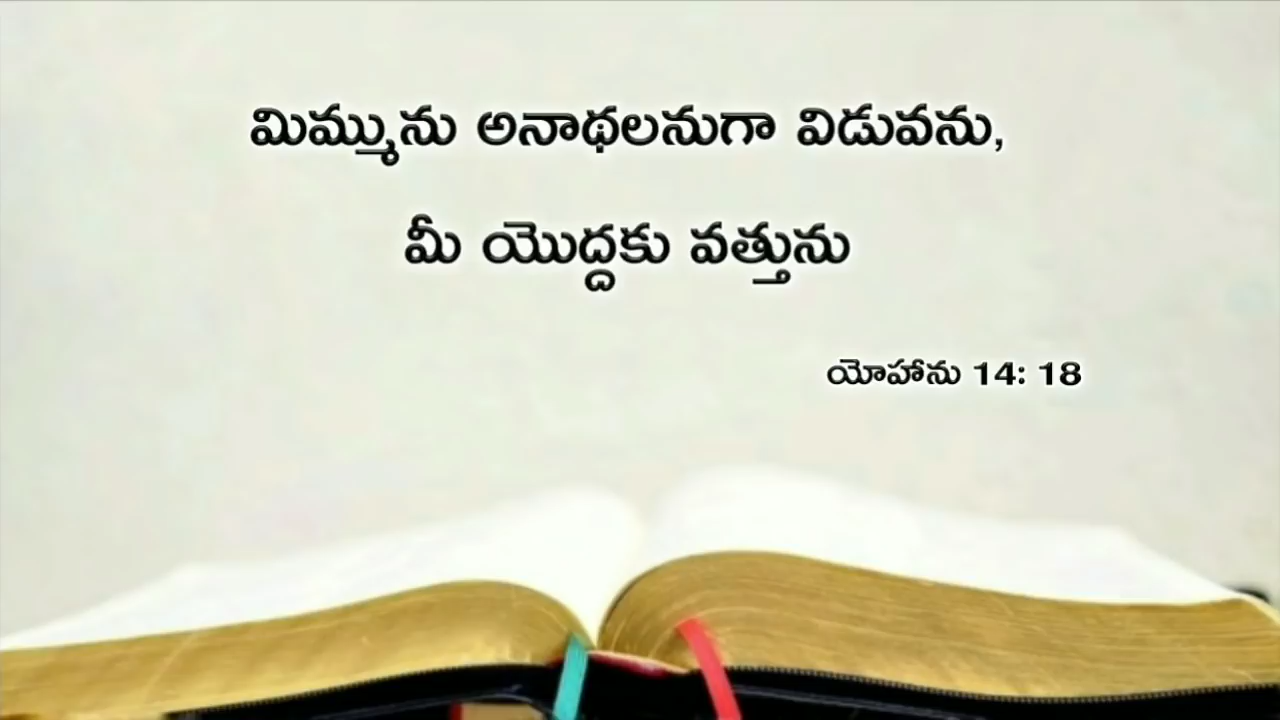 మిమ్మును అనాథలనుగా విడువను,
మీ యొద్దకు వత్తును
యోహాను 14: 18